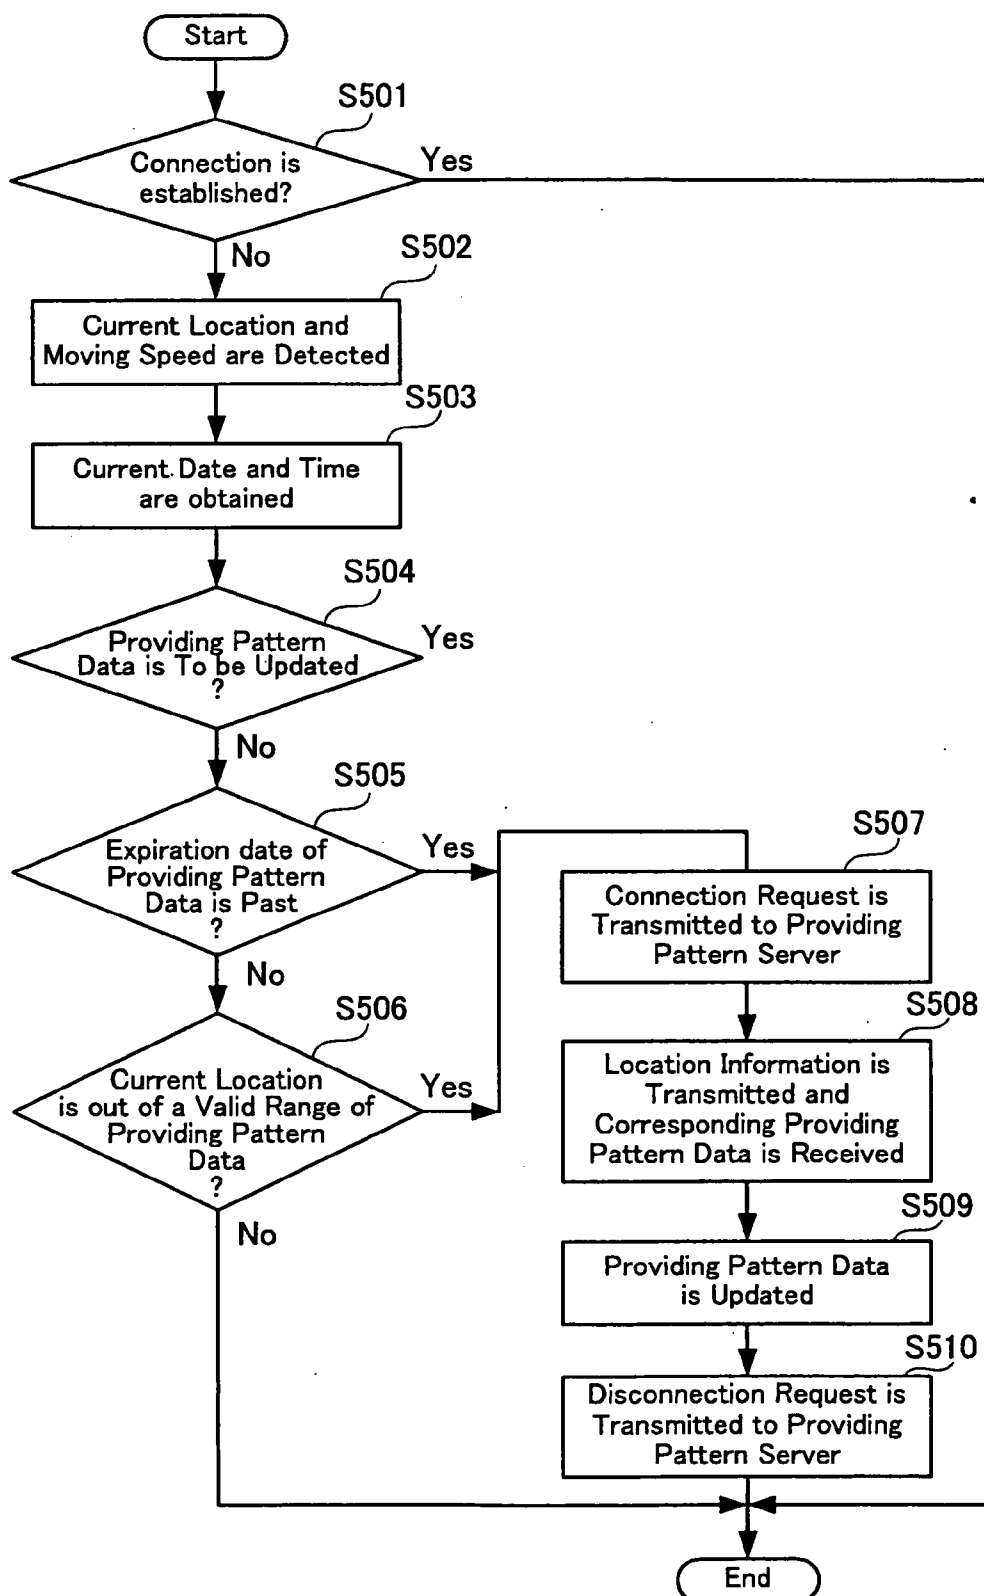 Start
S501
Connection is
established?
Yes
No
S502
Current Location and
Moving Speed are Detected
S503
Current Date and Time
are obtained
S504
Providing Pattern
Data is To be Updated
?
Yes
No
S505
Expiration date of
Providing Pattern
Data is Past
?
Yes
No
S506
Current Location
is out of a Valid Range of
Providing Pattern
Data
?
Yes
No
S507
Connection Request is
Transmitted to Providing
Pattern Server
S508
Location Information is
Transmitted and
Corresponding Providing
Pattern Data is Received
S509
Providing Pattern Data
is Updated
S510
Disconnection Request is
Transmitted to Providing
Pattern Server
End